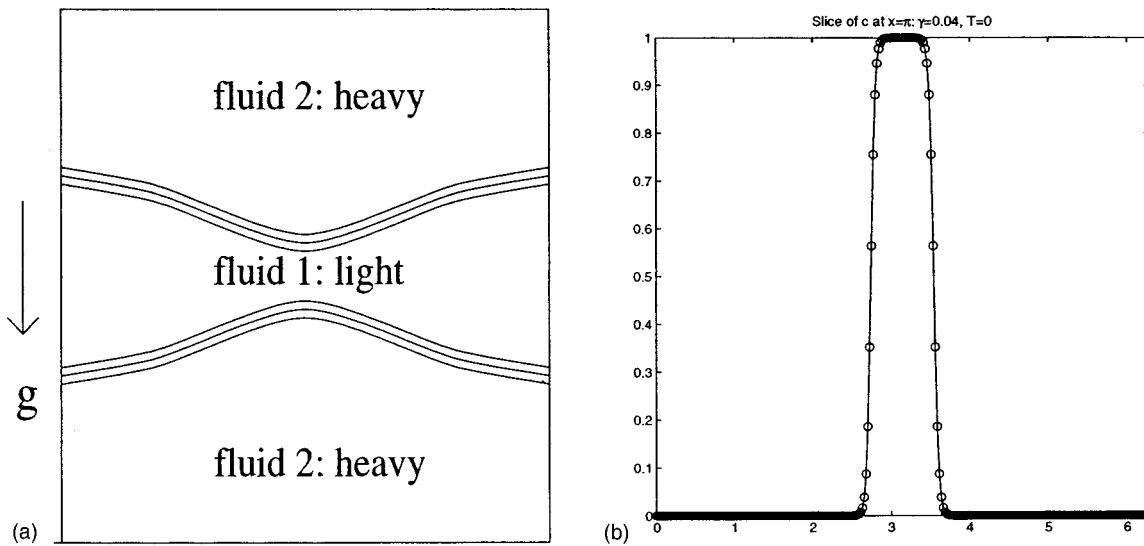 fluid 2: heavy
fluid 1: light
g
fluid 2: heavy
(a)
Slice of c at x=π: γ=0.04, T=0
1
0.9
0.8
0.7
0.6
0.5
0.4
0.3
0.2
0.1
0
0 1 2 3 4 5 6
(b)